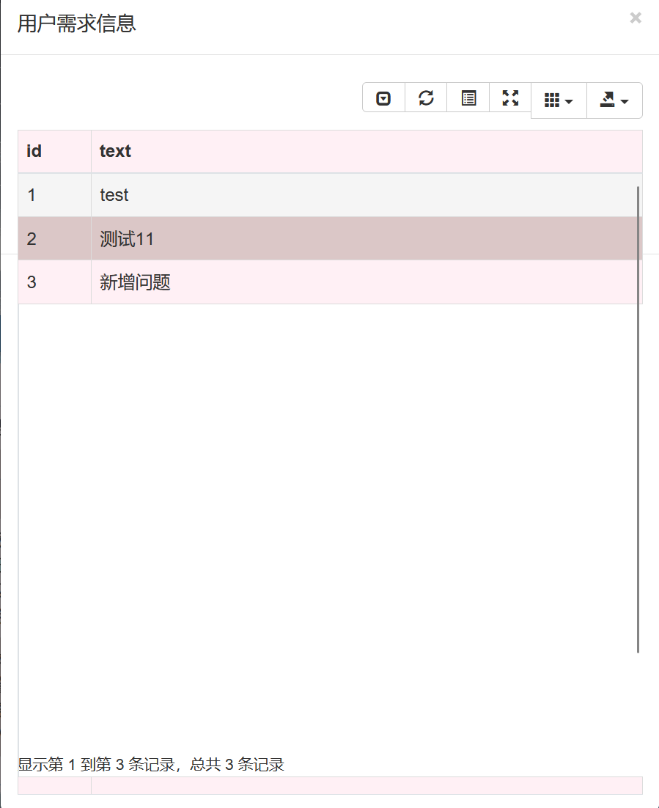 用户需求信息
×
id text
1 test
2 测试11
3 新增问题
显示第 1 到第 3 条记录，总共 3 条记录